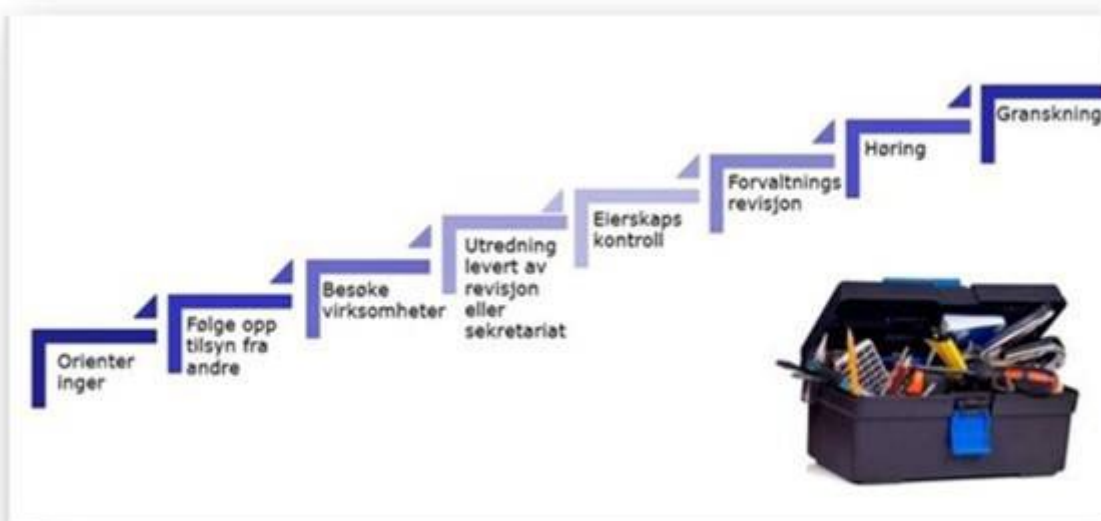 Orienter
inger
Følge opp
tilsyn fra
andre
Besøke
virksomheter
Utredning
levert av
revisjon
eller
sekretariat
Eierskaps
kontroll
Forvaltnings
revisjon
Høring
Granskning